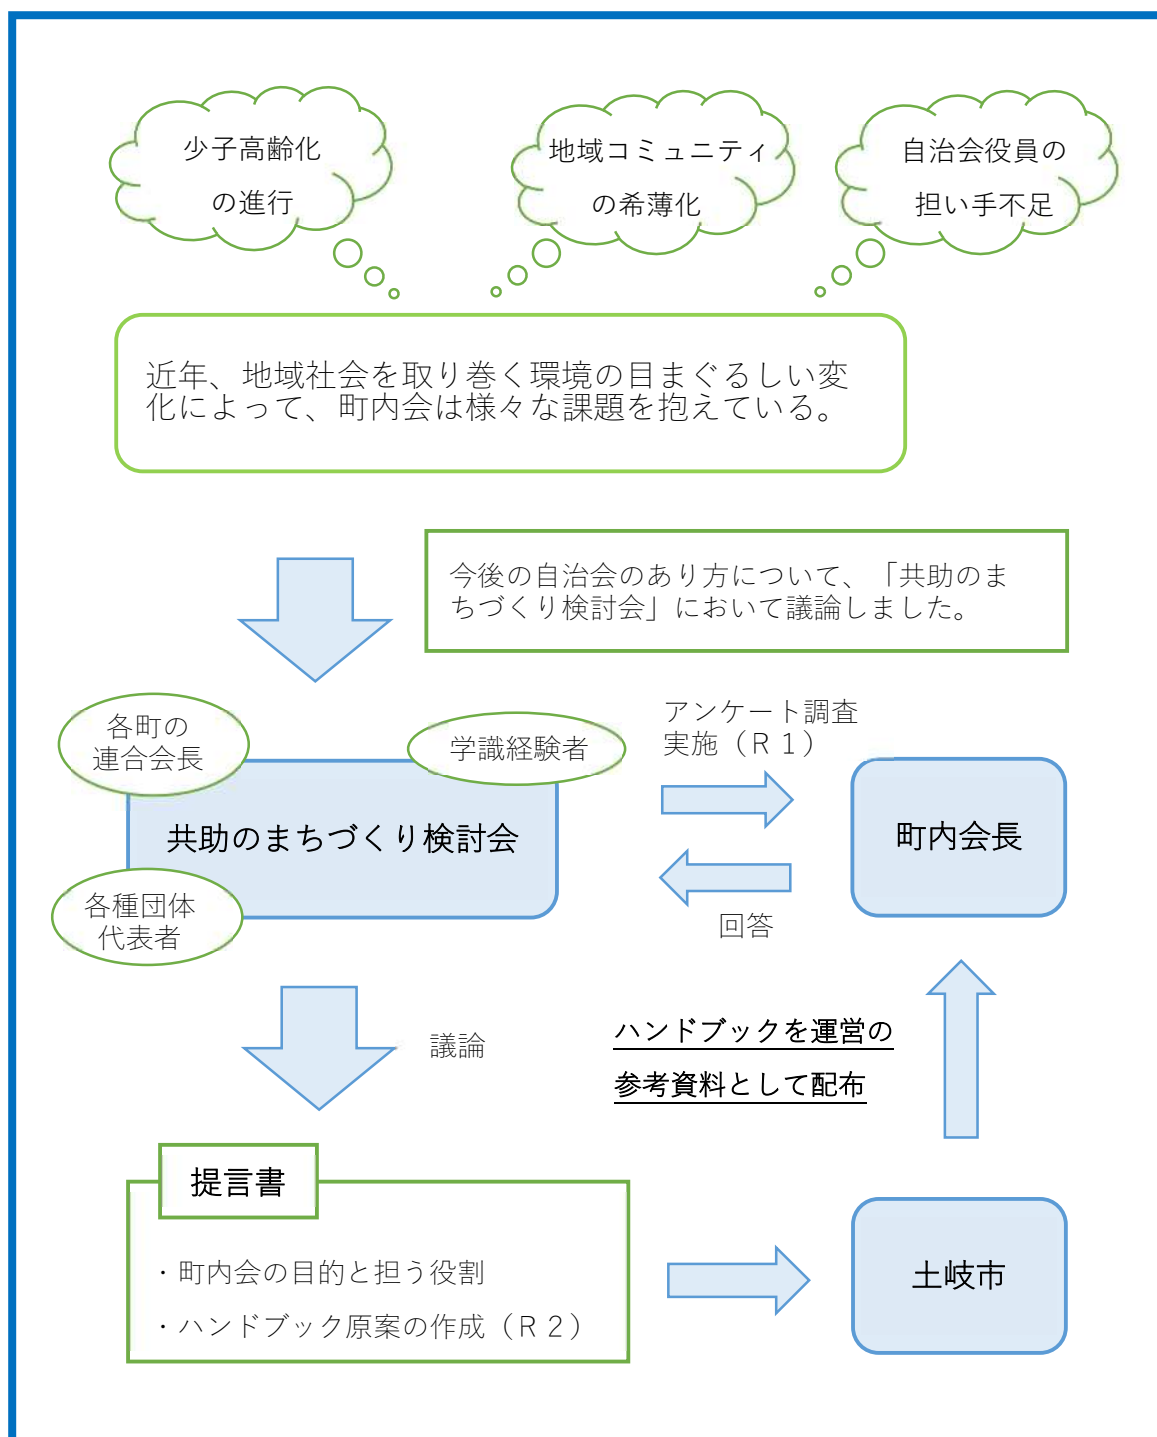 少子高齢化
の進行
地域コミュニティ
の希薄化
自治会役員の
担い手不足
近年、地域社会を取り巻く環境の目まぐるしい変
化によって、町内会は様々な課題を抱えている。
今後の自治会のあり方について、「共助のま
ちづくり検討会」において議論しました。
各町の
連合会長
学識経験者
共助のまちづくり検討会
各種団体
代表者
アンケート調査
実施（Ｒ１）
回答
町内会長
議論
ハンドブックを運営の
参考資料として配布
提言書
・町内会の目的と担う役割
・ハンドブック原案の作成（Ｒ２）
土岐市